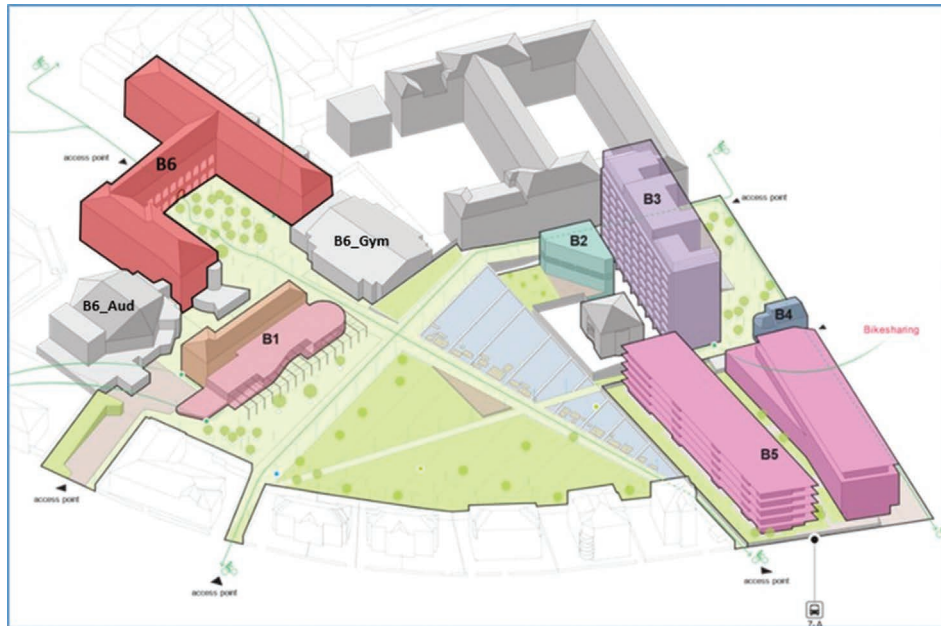 access point
B6
B6_Gym
B3
access point
B2
B6_Aud
B4
B1
Bikesharing
B5
access point
access point
access point
7-A